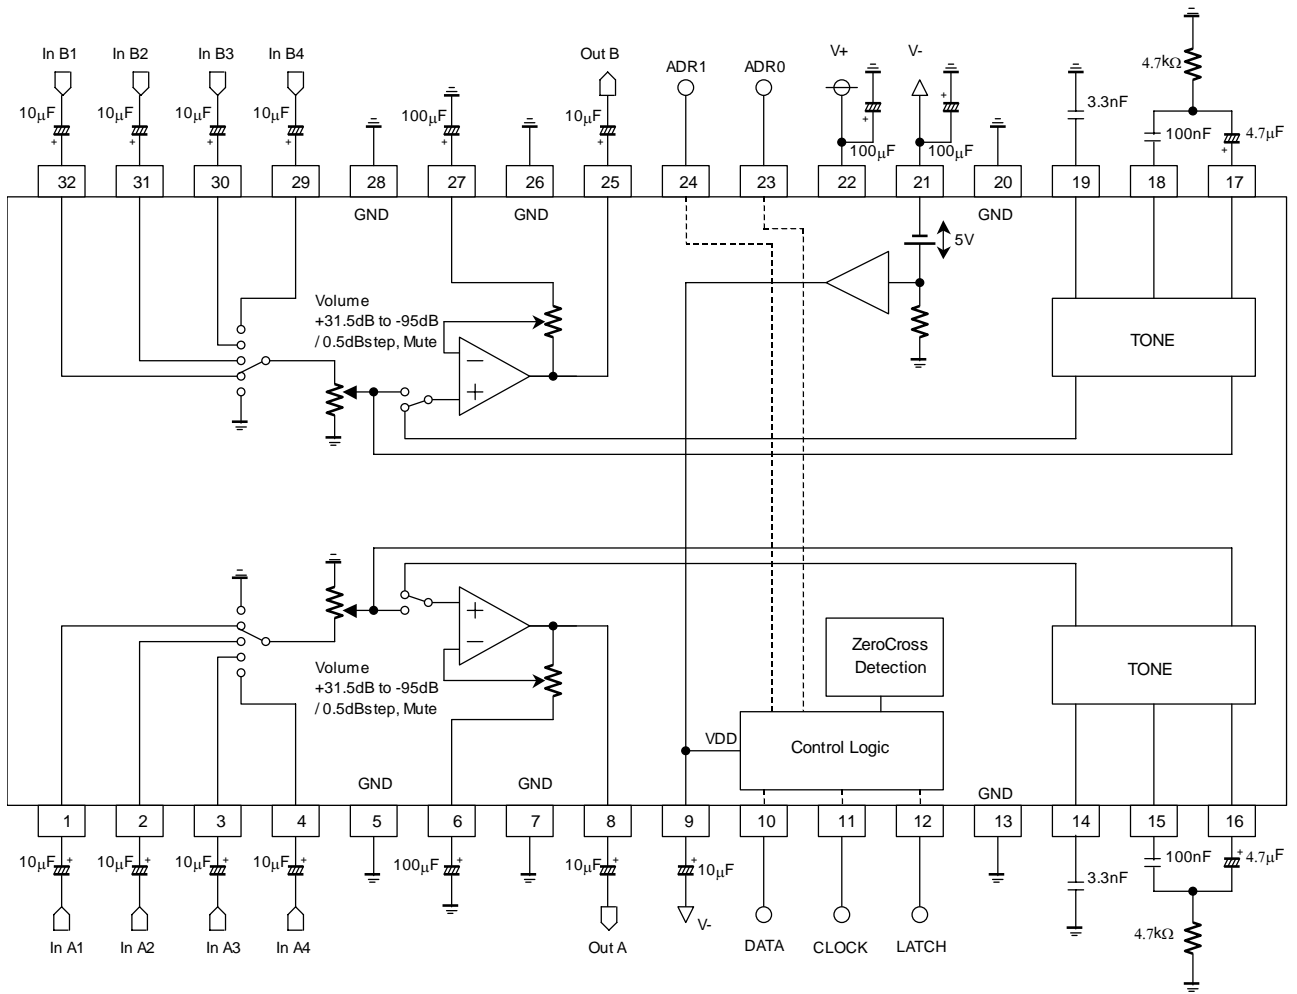 In B1
In B2
In B3
In B4
Out B
ADR1
ADR0
V+
V-
4.7kΩ
10μF
+
10μF
+
10μF
+
10μF
+
100μF
+
10μF
+
+
100μF
+
100μF
3.3nF
100nF
4.7μF
+
32
31
30
29
28
27
26
25
24
23
22
21
20
19
18
17
GND
GND
GND
5V
Volume
+31.5dB to -95dB
/ 0.5dBstep, Mute
−
+
TONE
+
−
Volume
+31.5dB to -95dB
/ 0.5dBstep, Mute
ZeroCross
Detection
TONE
VDD
Control Logic
GND
GND
GND
1
2
3
4
5
6
7
8
9
10
11
12
13
14
15
16
10μF
+
10μF
+
10μF
+
10μF
+
100μF
+
10μF
+
+
10μF
3.3nF
100nF
+
4.7μF
In A1
In A2
In A3
In A4
Out A
V-
DATA
CLOCK
LATCH
4.7kΩ